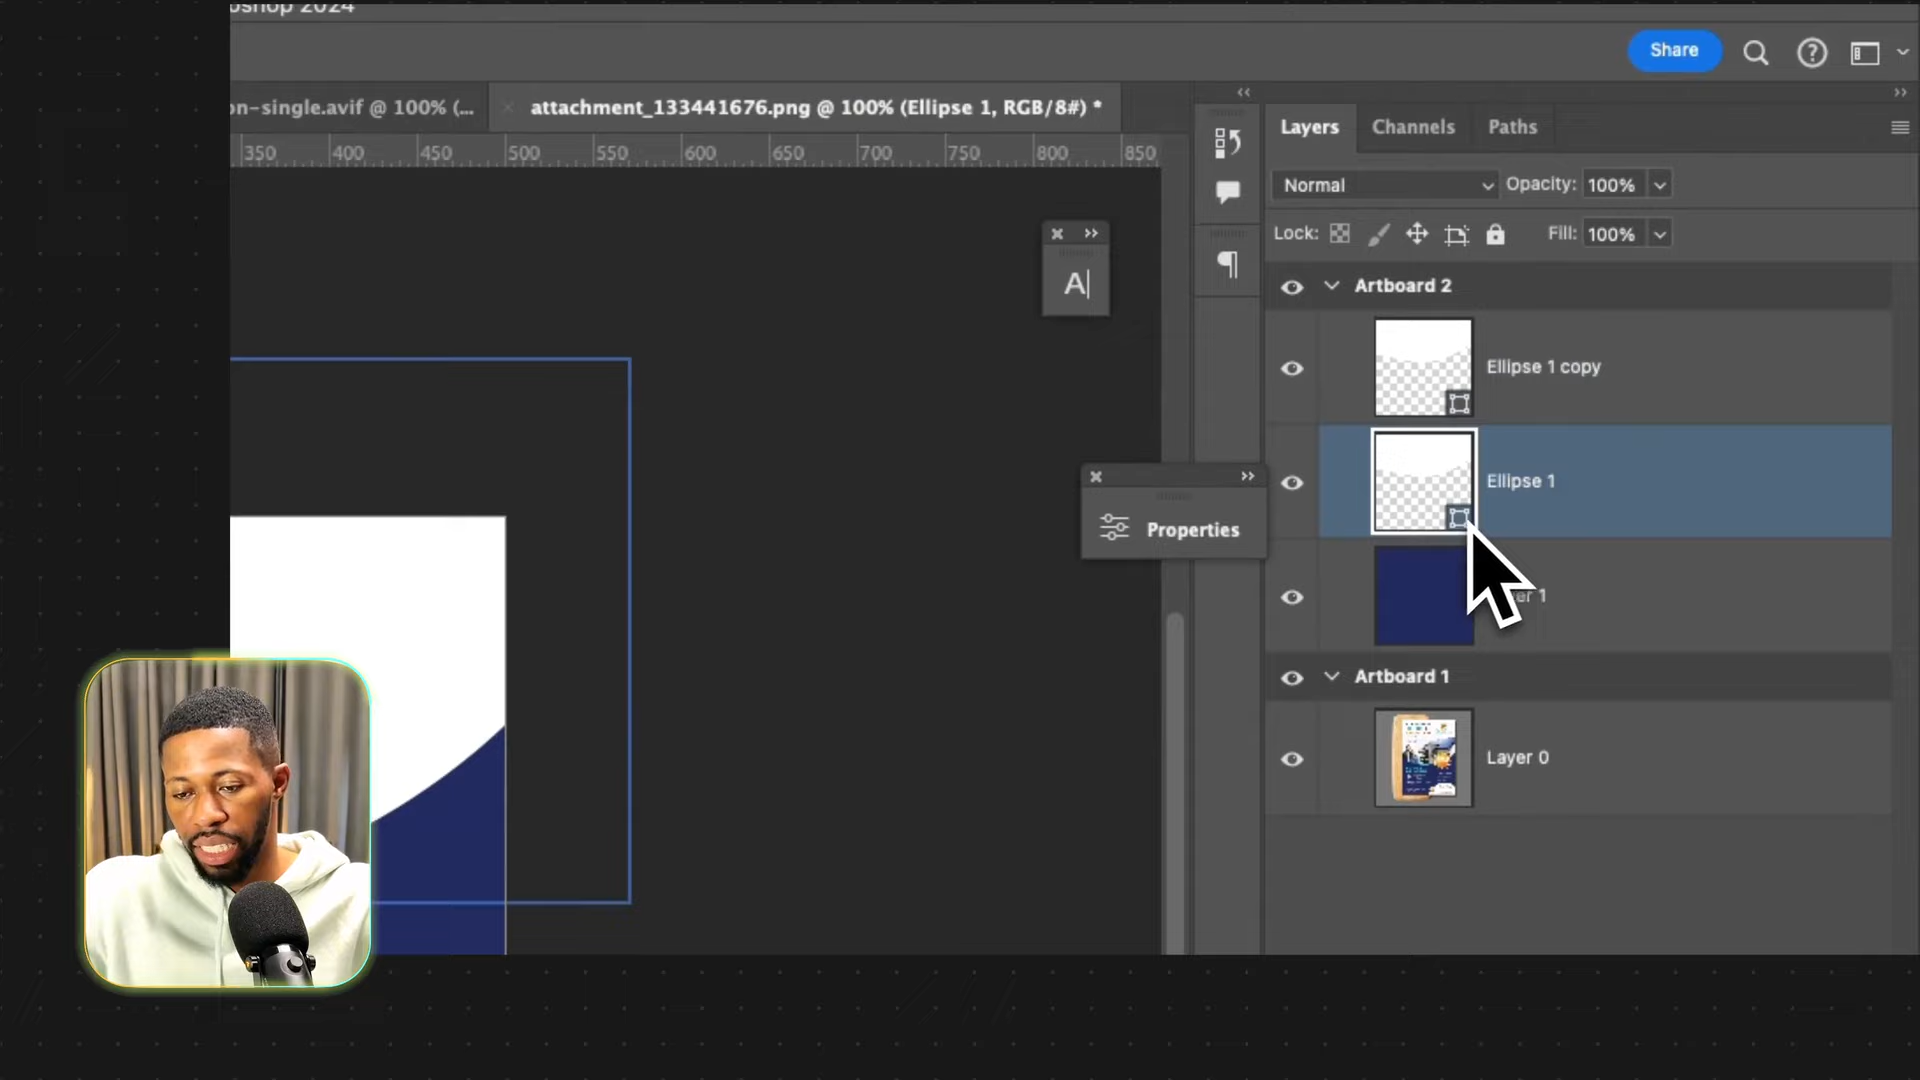 oshop 2024
Share
on-single.avif @ 100% (...
attachment_133441676.png @ 100% (Ellipse 1, RGB/8#) *
350 400 450 500 550 600 650 700 750 800 850
Layers Channels Paths
Normal Opacity: 100%
Lock: Fill: 100%
A
Artboard 2
Ellipse 1 copy
Ellipse 1
Properties
er 1
Artboard 1
Layer 0